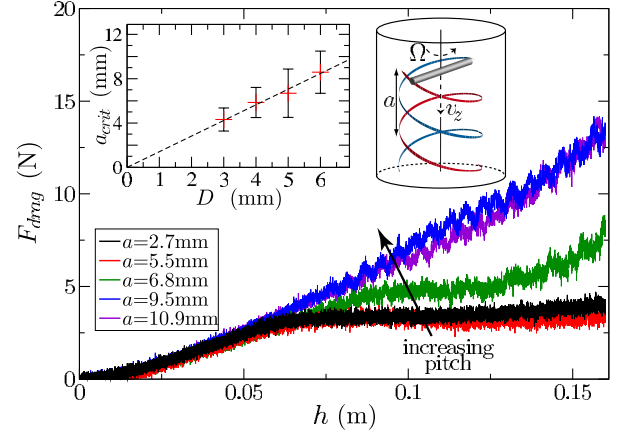 20
15
10
5
0
F_drag (N)
0
0.05
0.1
0.15
h (m)
12
8
4
0
a_crit (mm)
0 1 2 3 4 5 6
D (mm)
Ω
a
v_z
a=2.7mm
a=5.5mm
a=6.8mm
a=9.5mm
a=10.9mm
increasing
pitch